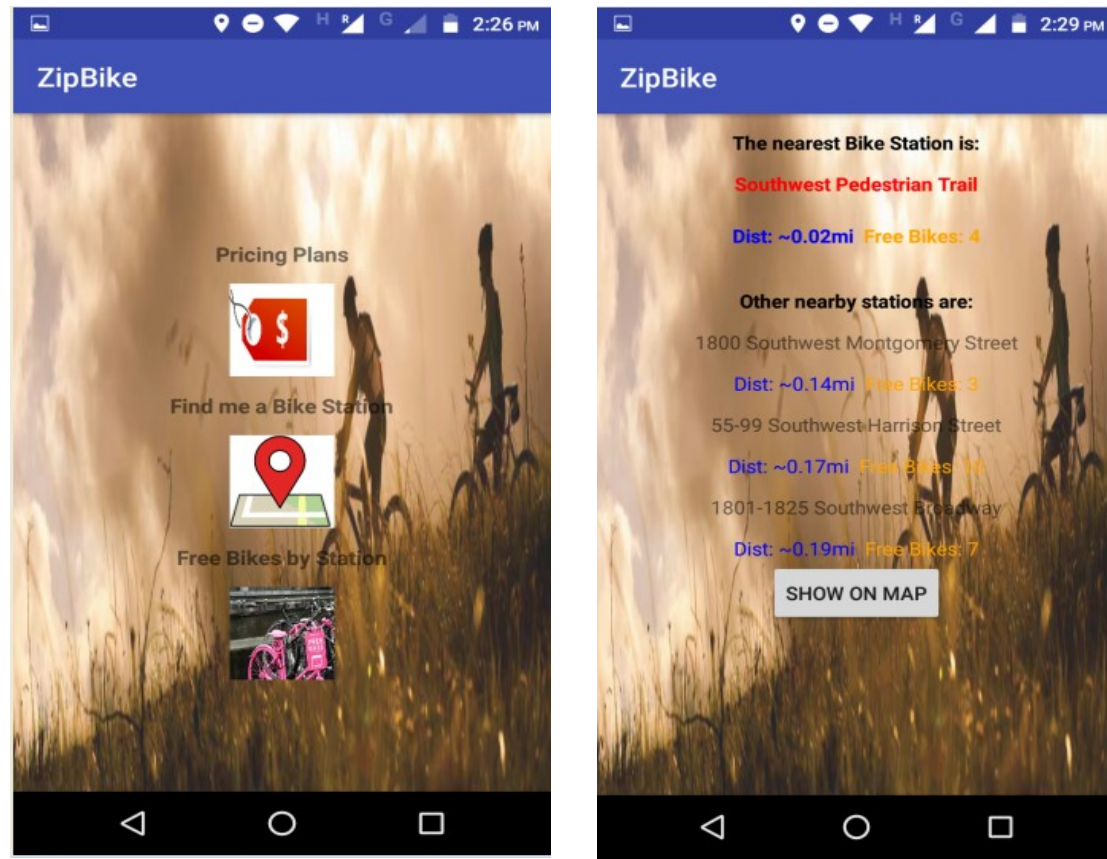 H R G 2:26 PM
ZipBike
Pricing Plans
$
Find me a Bike Station
Free Bikes by Station
H R G 2:29 PM
ZipBike
The nearest Bike Station is:
Southwest Pedestrian Trail
Dist: ~0.02mi Free Bikes: 4
Other nearby stations are:
1800 Southwest Montgomery Street
Dist: ~0.14mi Free Bikes: 3
55-99 Southwest Harrison Street
Dist: ~0.17mi Free Bikes:
1801-1825 Southwest Broadway
Dist: ~0.19mi Free Bikes: 7
SHOW ON MAP